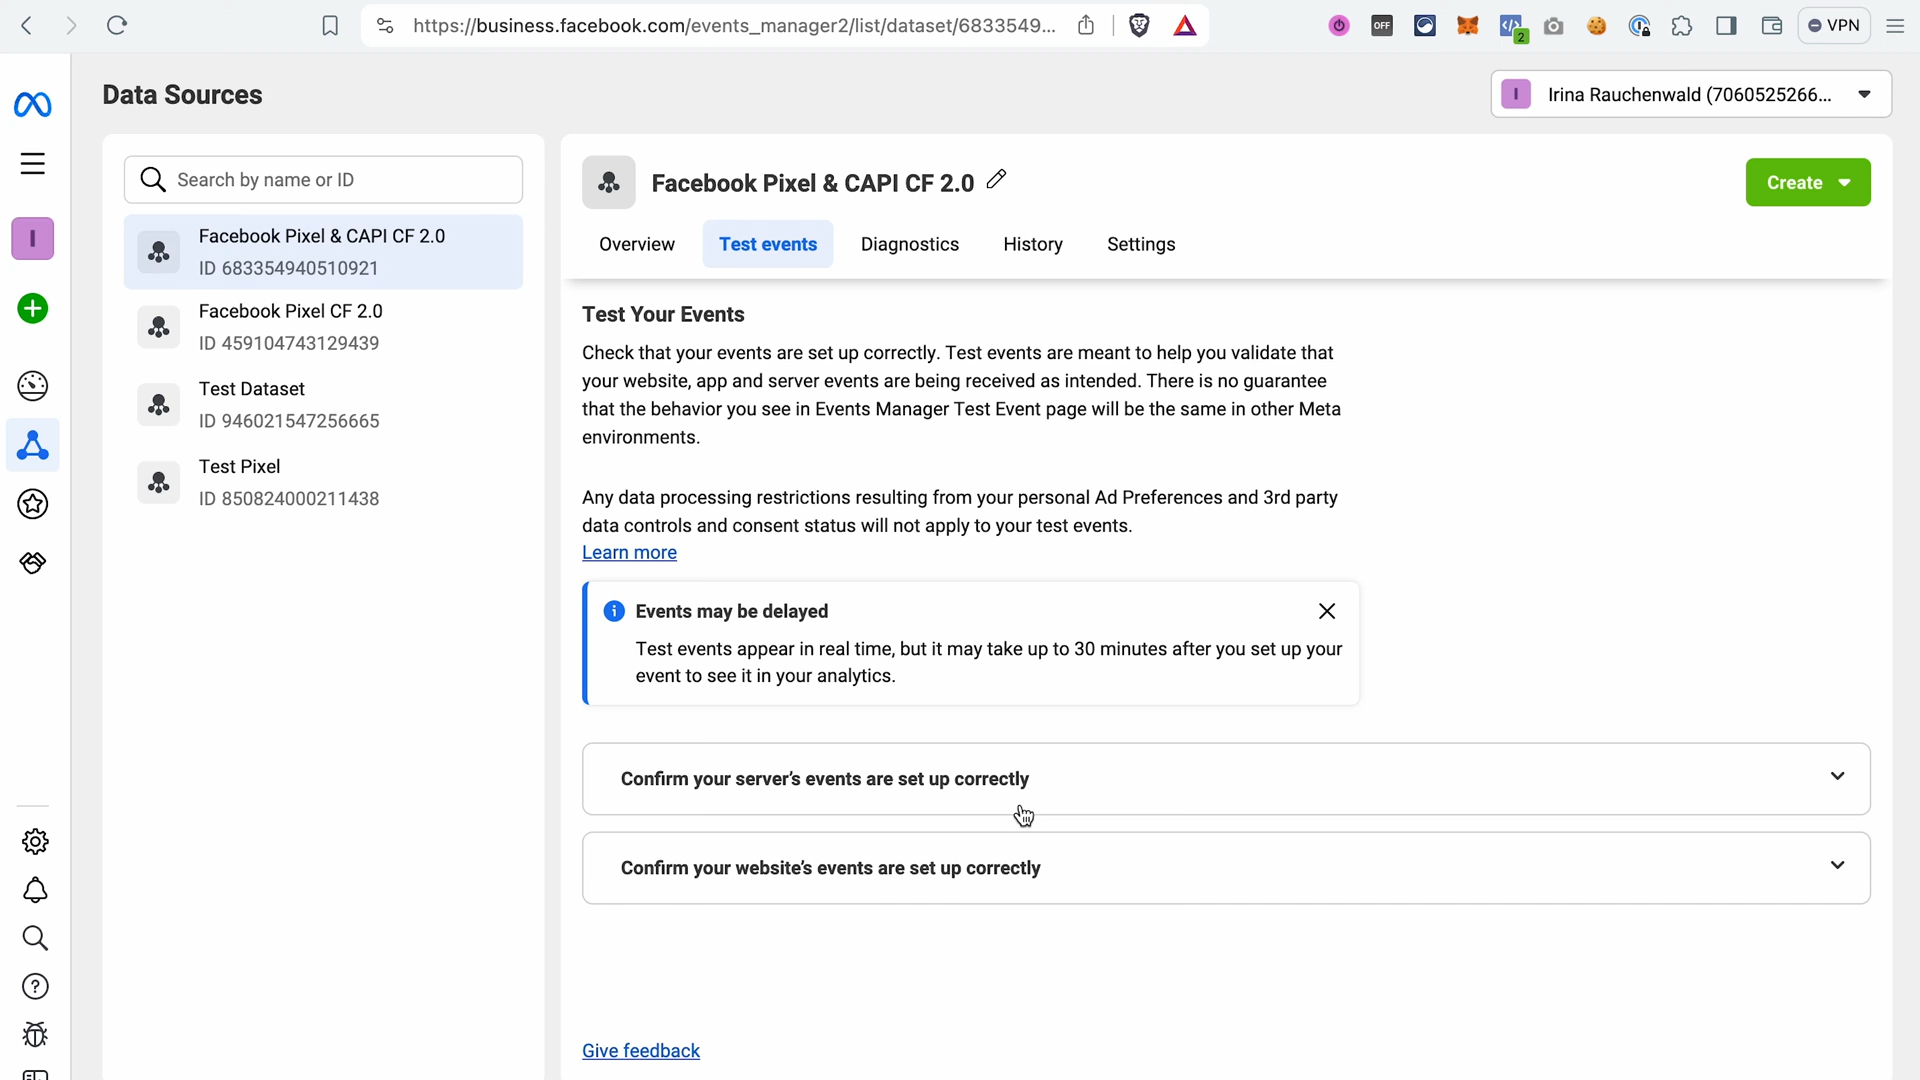 https://business.facebook.com/events_manager2/list/dataset/6833549...
OFF
2
VPN
Data Sources
I
Irina Rauchenwald (7060525266...
Search by name or ID
Facebook Pixel & CAPI CF 2.0
ID 683354940510921
Facebook Pixel CF 2.0
ID 459104743129439
Test Dataset
ID 946021547256665
Test Pixel
ID 850824000211438
I
Facebook Pixel & CAPI CF 2.0
Create
Overview
Test events
Diagnostics
History
Settings
Test Your Events
Check that your events are set up correctly. Test events are meant to help you validate that
your website, app and server events are being received as intended. There is no guarantee
that the behavior you see in Events Manager Test Event page will be the same in other Meta
environments.
Any data processing restrictions resulting from your personal Ad Preferences and 3rd party
data controls and consent status will not apply to your test events.
Learn more
Events may be delayed
Test events appear in real time, but it may take up to 30 minutes after you set up your
event to see it in your analytics.
Confirm your server’s events are set up correctly
Confirm your website’s events are set up correctly
Give feedback